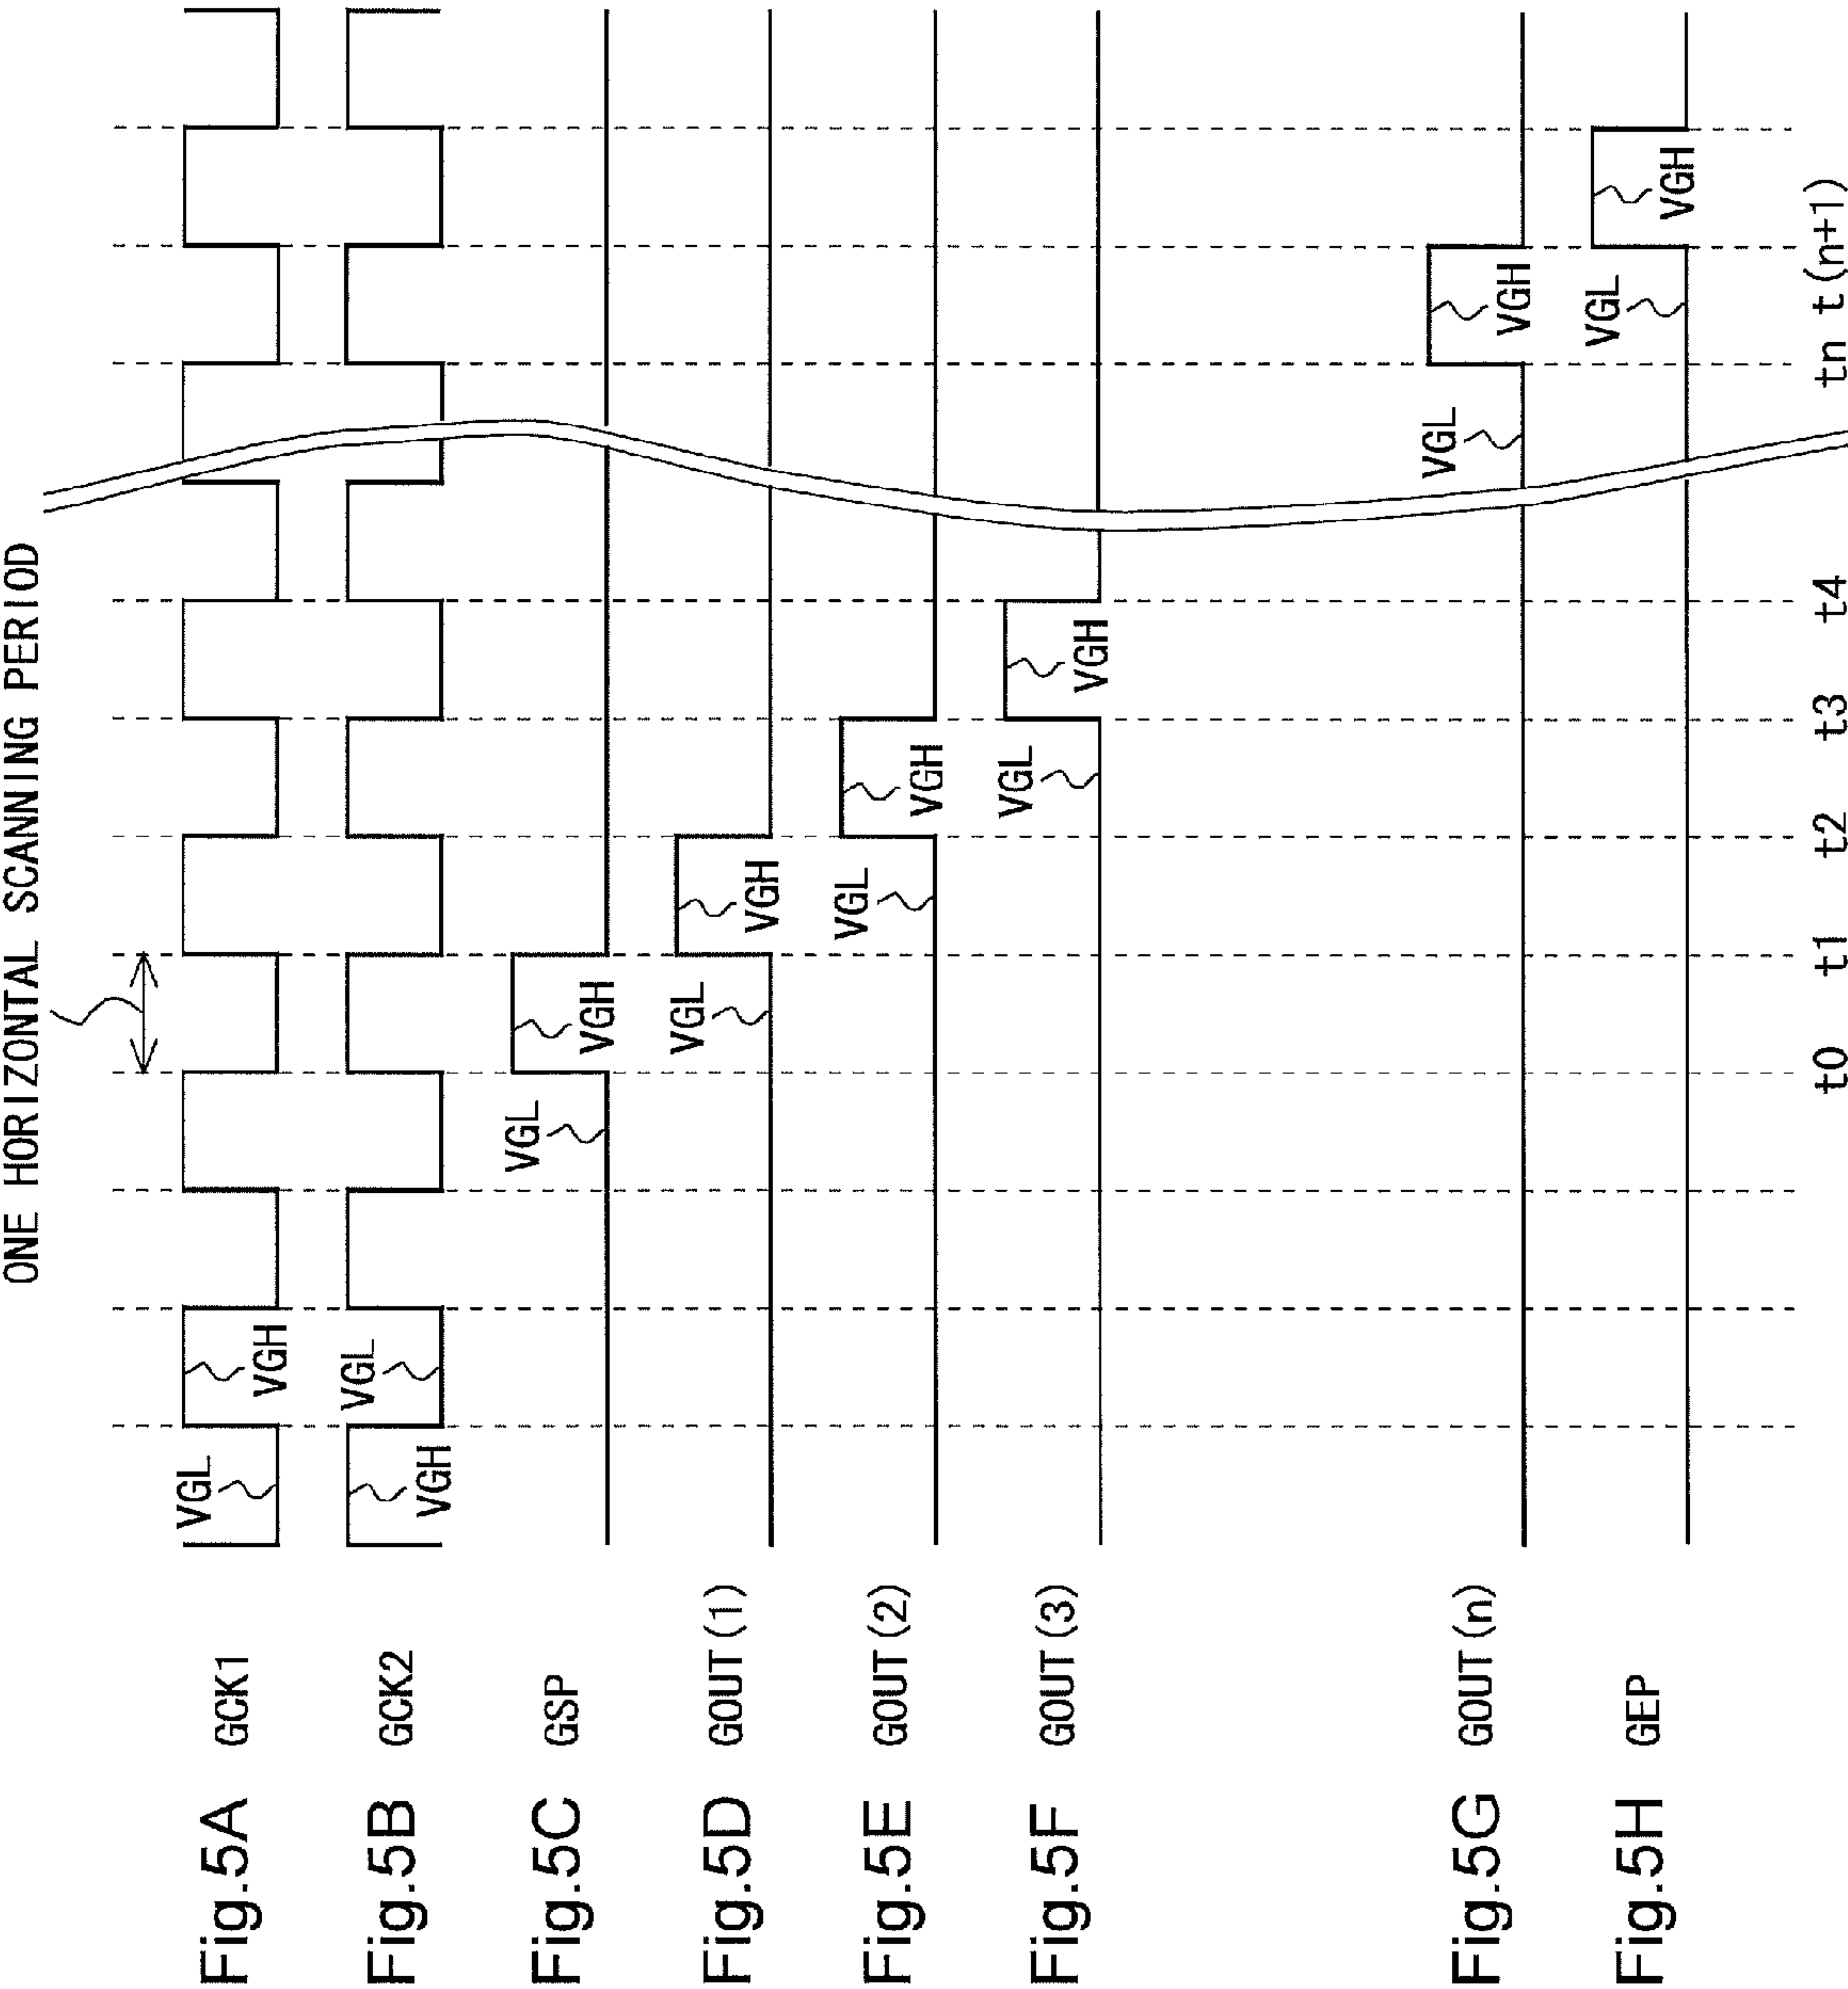 ONE HORIZONTAL SCANNING PERIOD
Fig.5A GCK1 VGL VGH
Fig.5B GCK2 VGH VGL
Fig.5C GSP VGL VGH
Fig.5D GOUT(1) VGL VGH
Fig.5E GOUT(2) VGL VGH
Fig.5F GOUT(3) VGL VGH
Fig.5G GOUT(n) VGL VGH
Fig.5H GEP VGL VGH
t0 t1 t2 t3 t4 tn t(n+1)